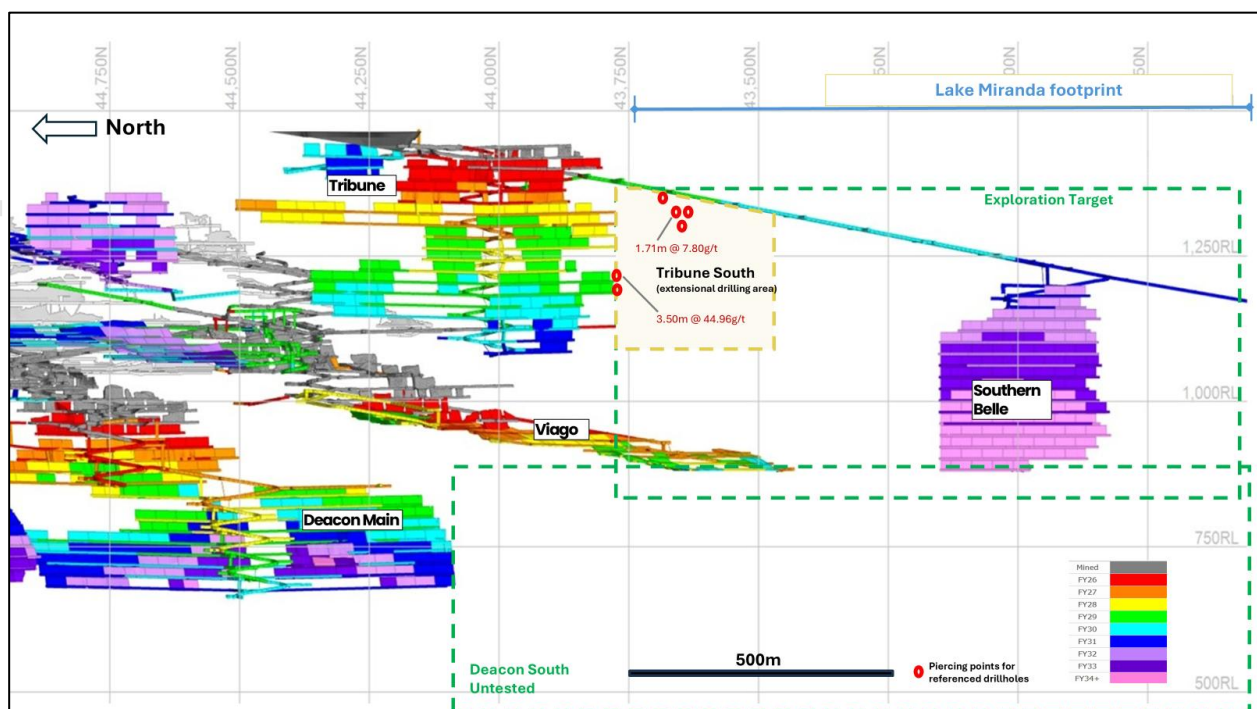 44,750N
44,500N
44,250N
44,000N
43,750N
43,500N
50N
00N
50N
Lake Miranda footprint
North
Tribune
Exploration Target
1.71m @ 7.80g/t
1,250RL
Tribune South
(extensional drilling area)
3.50m @ 44.96g/t
Southern
Belle
1,000RL
Viago
Deacon Main
750RL
Mined
FY26
FY27
FY28
FY29
FY30
FY31
FY32
FY33
FY34+
500m
Piercing points for
referenced drillholes
Deacon South
Untested
500RL